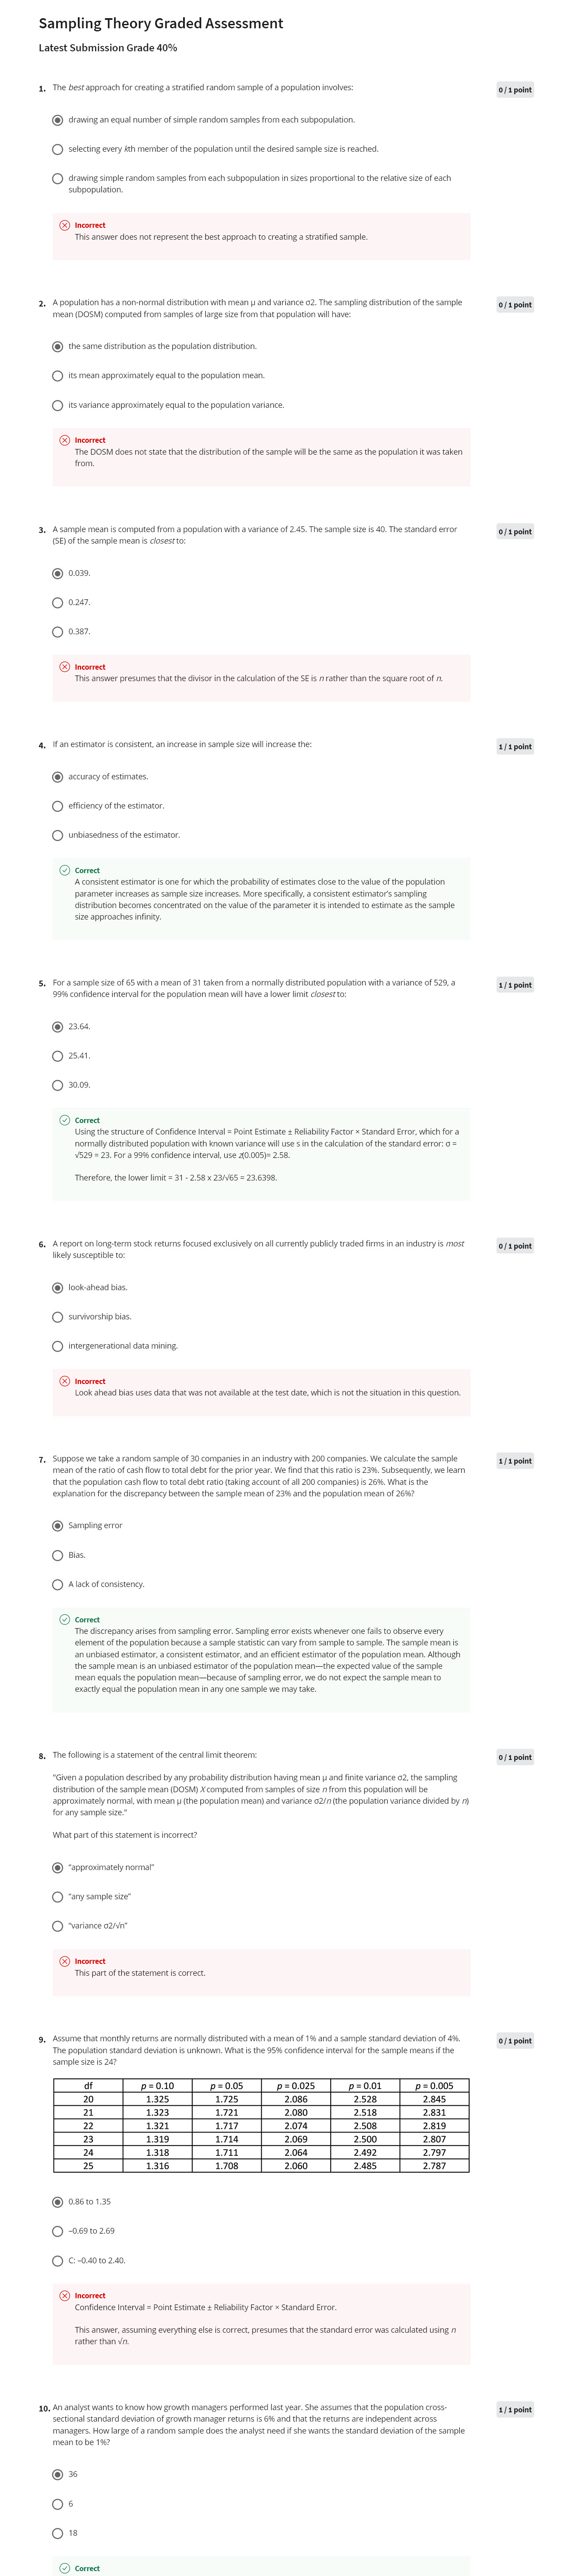 Sampling Theory Graded Assessment
Latest Submission Grade 40%
1. The best approach for creating a stratified random sample of a population involves:
0 / 1 point
drawing an equal number of simple random samples from each subpopulation.
selecting every kth member of the population until the desired sample size is reached.
drawing simple random samples from each subpopulation in sizes proportional to the relative size of each
subpopulation.
Incorrect
This answer does not represent the best approach to creating a stratified sample.
2. A population has a non-normal distribution with mean µ and variance σ2. The sampling distribution of the sample
mean (DOSM) computed from samples of large size from that population will have:
0 / 1 point
the same distribution as the population distribution.
its mean approximately equal to the population mean.
its variance approximately equal to the population variance.
Incorrect
The DOSM does not state that the distribution of the sample will be the same as the population it was taken
from.
3. A sample mean is computed from a population with a variance of 2.45. The sample size is 40. The standard error
(SE) of the sample mean is closest to:
0 / 1 point
0.039.
0.247.
0.387.
Incorrect
This answer presumes that the divisor in the calculation of the SE is n rather than the square root of n.
4. If an estimator is consistent, an increase in sample size will increase the:
1 / 1 point
accuracy of estimates.
efficiency of the estimator.
unbiasedness of the estimator.
Correct
A consistent estimator is one for which the probability of estimates close to the value of the population
parameter increases as sample size increases. More specifically, a consistent estimator's sampling
distribution becomes concentrated on the value of the parameter it is intended to estimate as the sample
size approaches infinity.
5. For a sample size of 65 with a mean of 31 taken from a normally distributed population with a variance of 529, a
99% confidence interval for the population mean will have a lower limit closest to:
1 / 1 point
23.64.
25.41.
30.09.
Correct
Using the structure of Confidence Interval = Point Estimate ± Reliability Factor × Standard Error, which for a
normally distributed population with known variance will use s in the calculation of the standard error: σ =
√529 = 23. For a 99% confidence interval, use z(0.005)= 2.58.
Therefore, the lower limit = 31 - 2.58 x 23/√65 = 23.6398.
6. A report on long-term stock returns focused exclusively on all currently publicly traded firms in an industry is most
likely susceptible to:
0 / 1 point
look-ahead bias.
survivorship bias.
intergenerational data mining.
Incorrect
Look ahead bias uses data that was not available at the test date, which is not the situation in this question.
7. Suppose we take a random sample of 30 companies in an industry with 200 companies. We calculate the sample
mean of the ratio of cash flow to total debt for the prior year. We find that this ratio is 23%. Subsequently, we learn
that the population cash flow to total debt ratio (taking account of all 200 companies) is 26%. What is the
explanation for the discrepancy between the sample mean of 23% and the population mean of 26%?
1 / 1 point
Sampling error
Bias.
A lack of consistency.
Correct
The discrepancy arises from sampling error. Sampling error exists whenever one fails to observe every
element of the population because a sample statistic can vary from sample to sample. The sample mean is
an unbiased estimator, a consistent estimator, and an efficient estimator of the population mean. Although
the sample mean is an unbiased estimator of the population mean—the expected value of the sample
mean equals the population mean—because of sampling error, we do not expect the sample mean to
exactly equal the population mean in any one sample we may take.
8. The following is a statement of the central limit theorem:
0 / 1 point
"Given a population described by any probability distribution having mean µ and finite variance σ2, the sampling
distribution of the sample mean (DOSM) X computed from samples of size n from this population will be
approximately normal, with mean µ (the population mean) and variance σ2/n (the population variance divided by n)
for any sample size."
What part of this statement is incorrect?
"approximately normal"
"any sample size"
"variance σ2/√n"
Incorrect
This part of the statement is correct.
9. Assume that monthly returns are normally distributed with a mean of 1% and a sample standard deviation of 4%.
The population standard deviation is unknown. What is the 95% confidence interval for the sample means if the
sample size is 24?
0 / 1 point
df p = 0.10 p = 0.05 p = 0.025 p = 0.01 p = 0.005
20 1.325 1.725 2.086 2.528 2.845
21 1.323 1.721 2.080 2.518 2.831
22 1.321 1.717 2.074 2.508 2.819
23 1.319 1.714 2.069 2.500 2.807
24 1.318 1.711 2.064 2.492 2.797
25 1.316 1.708 2.060 2.485 2.787
0.86 to 1.35
–0.69 to 2.69
C: –0.40 to 2.40.
Incorrect
Confidence Interval = Point Estimate ± Reliability Factor × Standard Error.
This answer, assuming everything else is correct, presumes that the standard error was calculated using n
rather than √n.
10. An analyst wants to know how growth managers performed last year. She assumes that the population cross-
sectional standard deviation of growth manager returns is 6% and that the returns are independent across
managers. How large of a random sample does the analyst need if she wants the standard deviation of the sample
mean to be 1%?
1 / 1 point
36
6
18
Correct